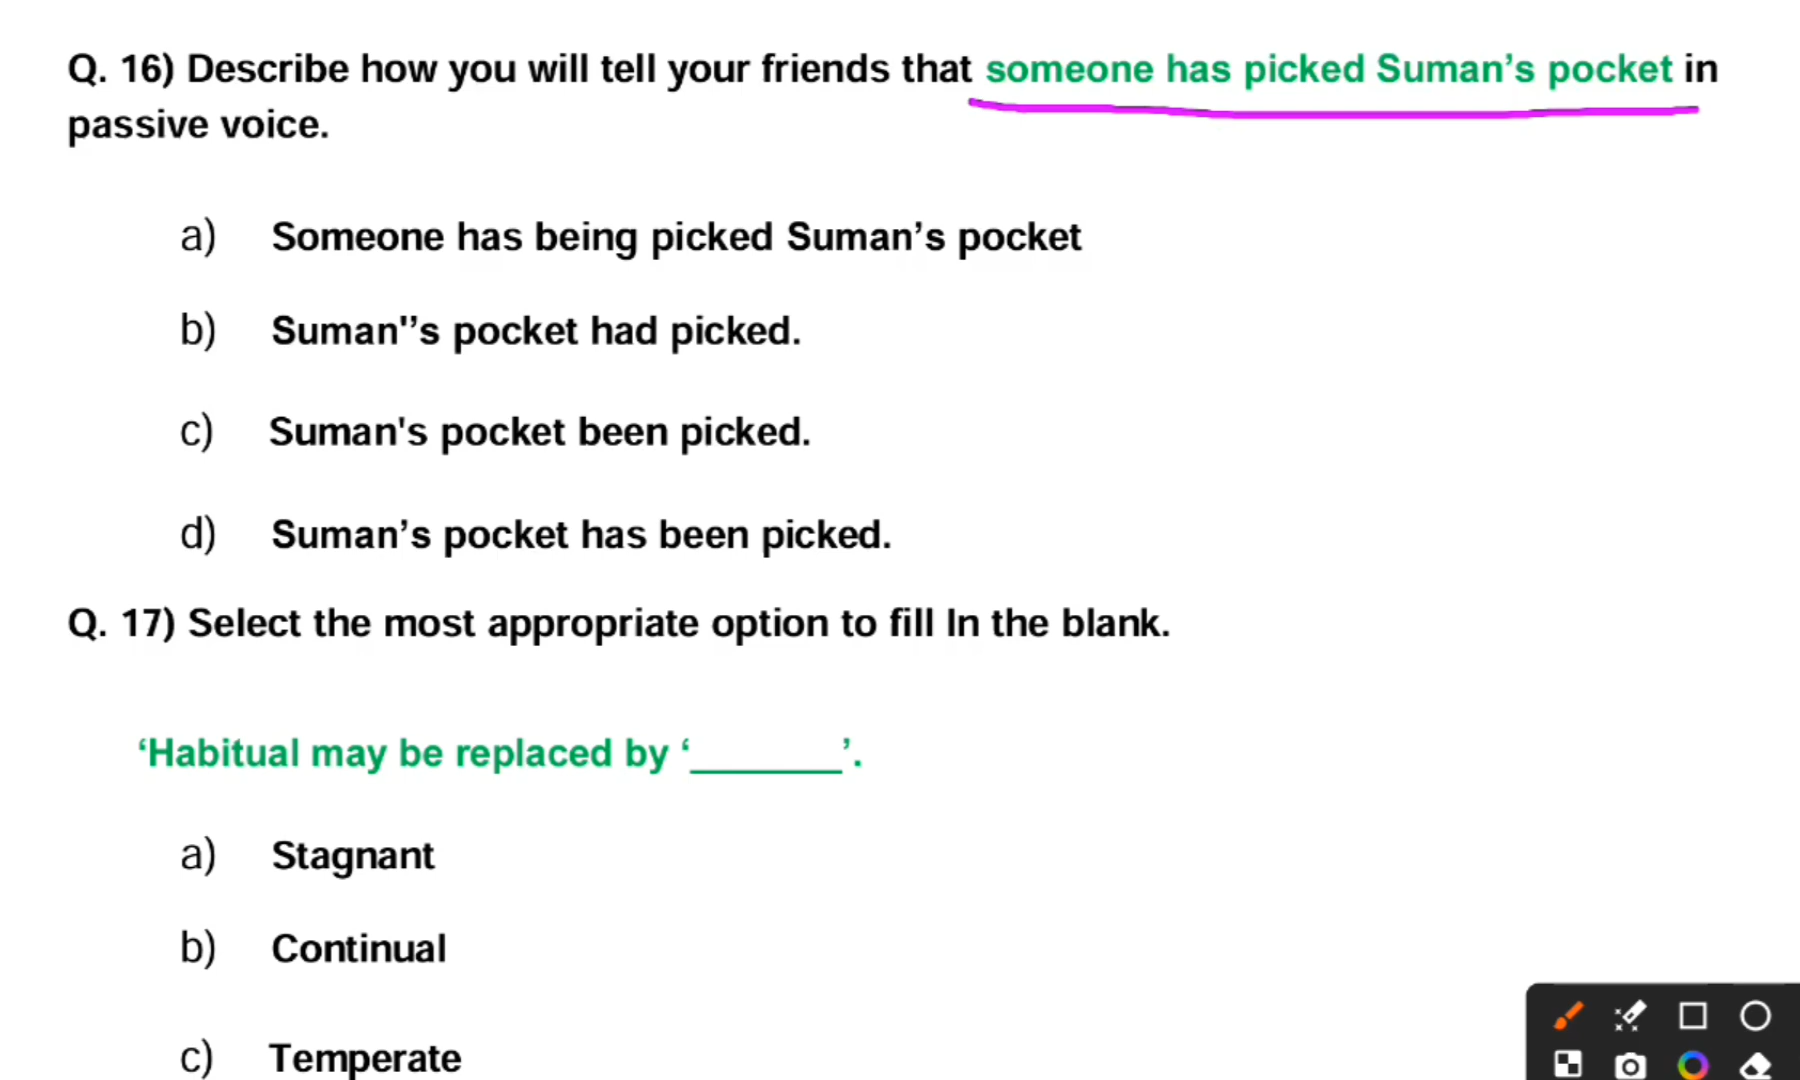 Q. 16) Describe how you will tell your friends that someone has picked Suman’s pocket in
passive voice.
a) Someone has being picked Suman’s pocket
b) Suman"’s pocket had picked.
c) Suman's pocket been picked.
d) Suman’s pocket has been picked.
Q. 17) Select the most appropriate option to fill In the blank.
‘Habitual may be replaced by ‘_______’.
a) Stagnant
b) Continual
c) Temperate